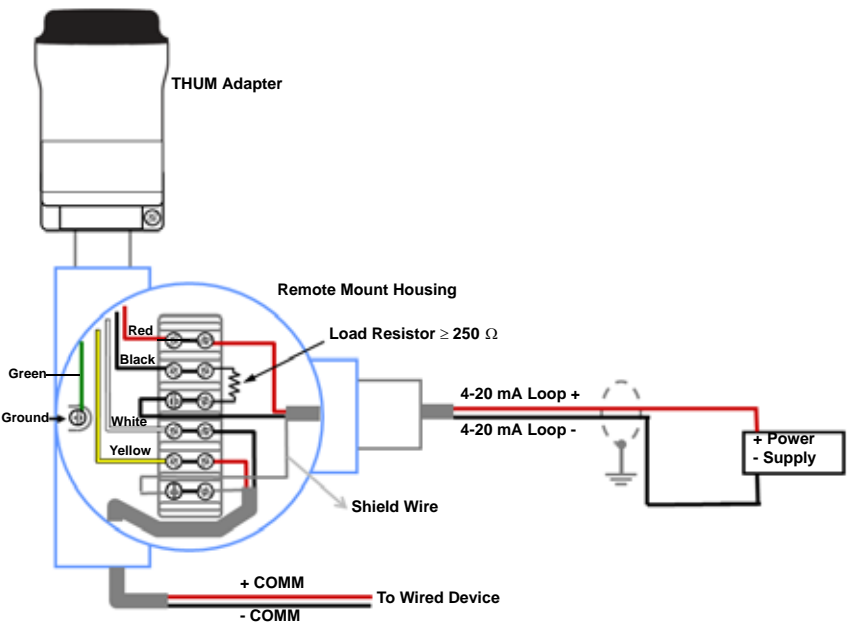 THUM Adapter
Remote Mount Housing
Red
Load Resistor ≥ 250 Ω
Black
Green
4-20 mA Loop +
Ground
White
4-20 mA Loop -
+ Power
- Supply
Yellow
Shield Wire
+ COMM
To Wired Device
- COMM